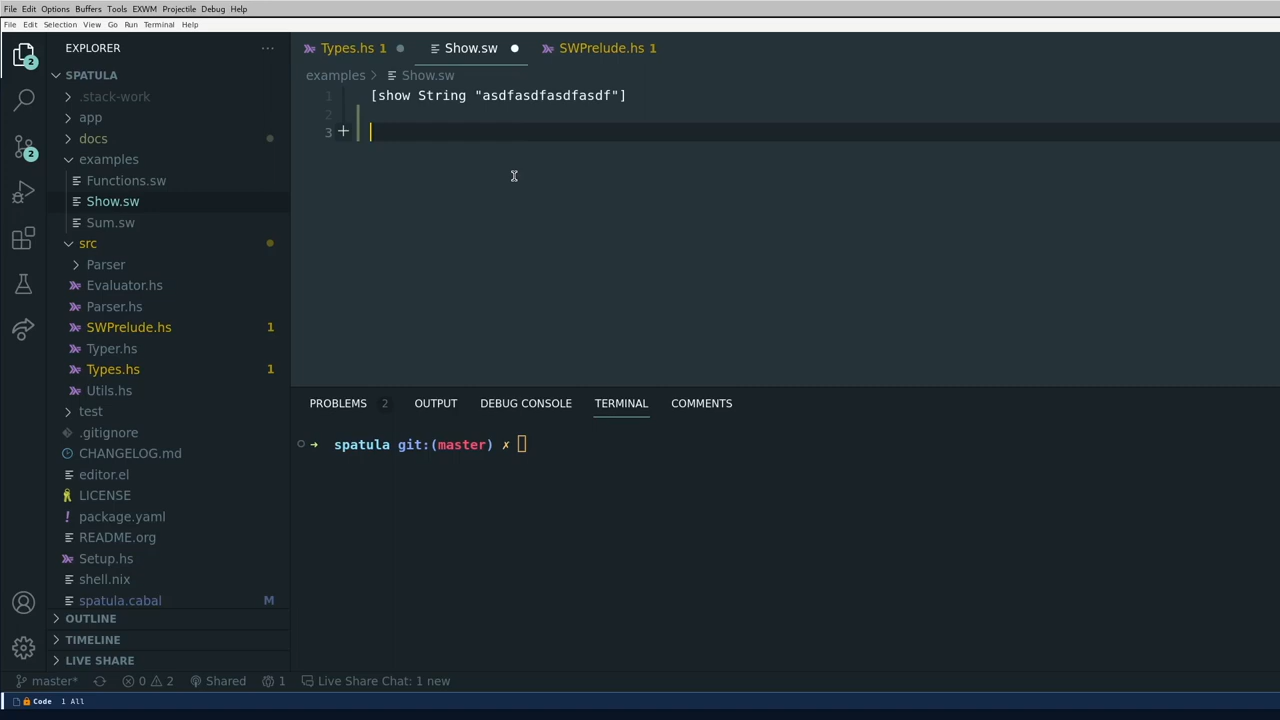 File Edit Options Buffers Tools EXWM Projectile Debug Help
File Edit Selection View Go Run Terminal Help
EXPLORER ...
Types.hs 1 Show.sw SWPrelude.hs 1
SPATULA
examples > Show.sw
.stack-work
app
docs
examples
Functions.sw
Show.sw
Sum.sw
src
Parser
Evaluator.hs
Parser.hs
SWPrelude.hs 1
Typer.hs
Types.hs 1
Utils.hs
test
.gitignore
CHANGELOG.md
editor.el
LICENSE
package.yaml
README.org
Setup.hs
shell.nix
spatula.cabal M
OUTLINE
TIMELINE
LIVE SHARE
1 [show String "asdfasdfasdfasdf"]
2
3
PROBLEMS 2 OUTPUT DEBUG CONSOLE TERMINAL COMMENTS
➜ spatula git:(master) ✗
2
2
master* 0 2 Shared 1 Live Share Chat: 1 new
Code 1 All